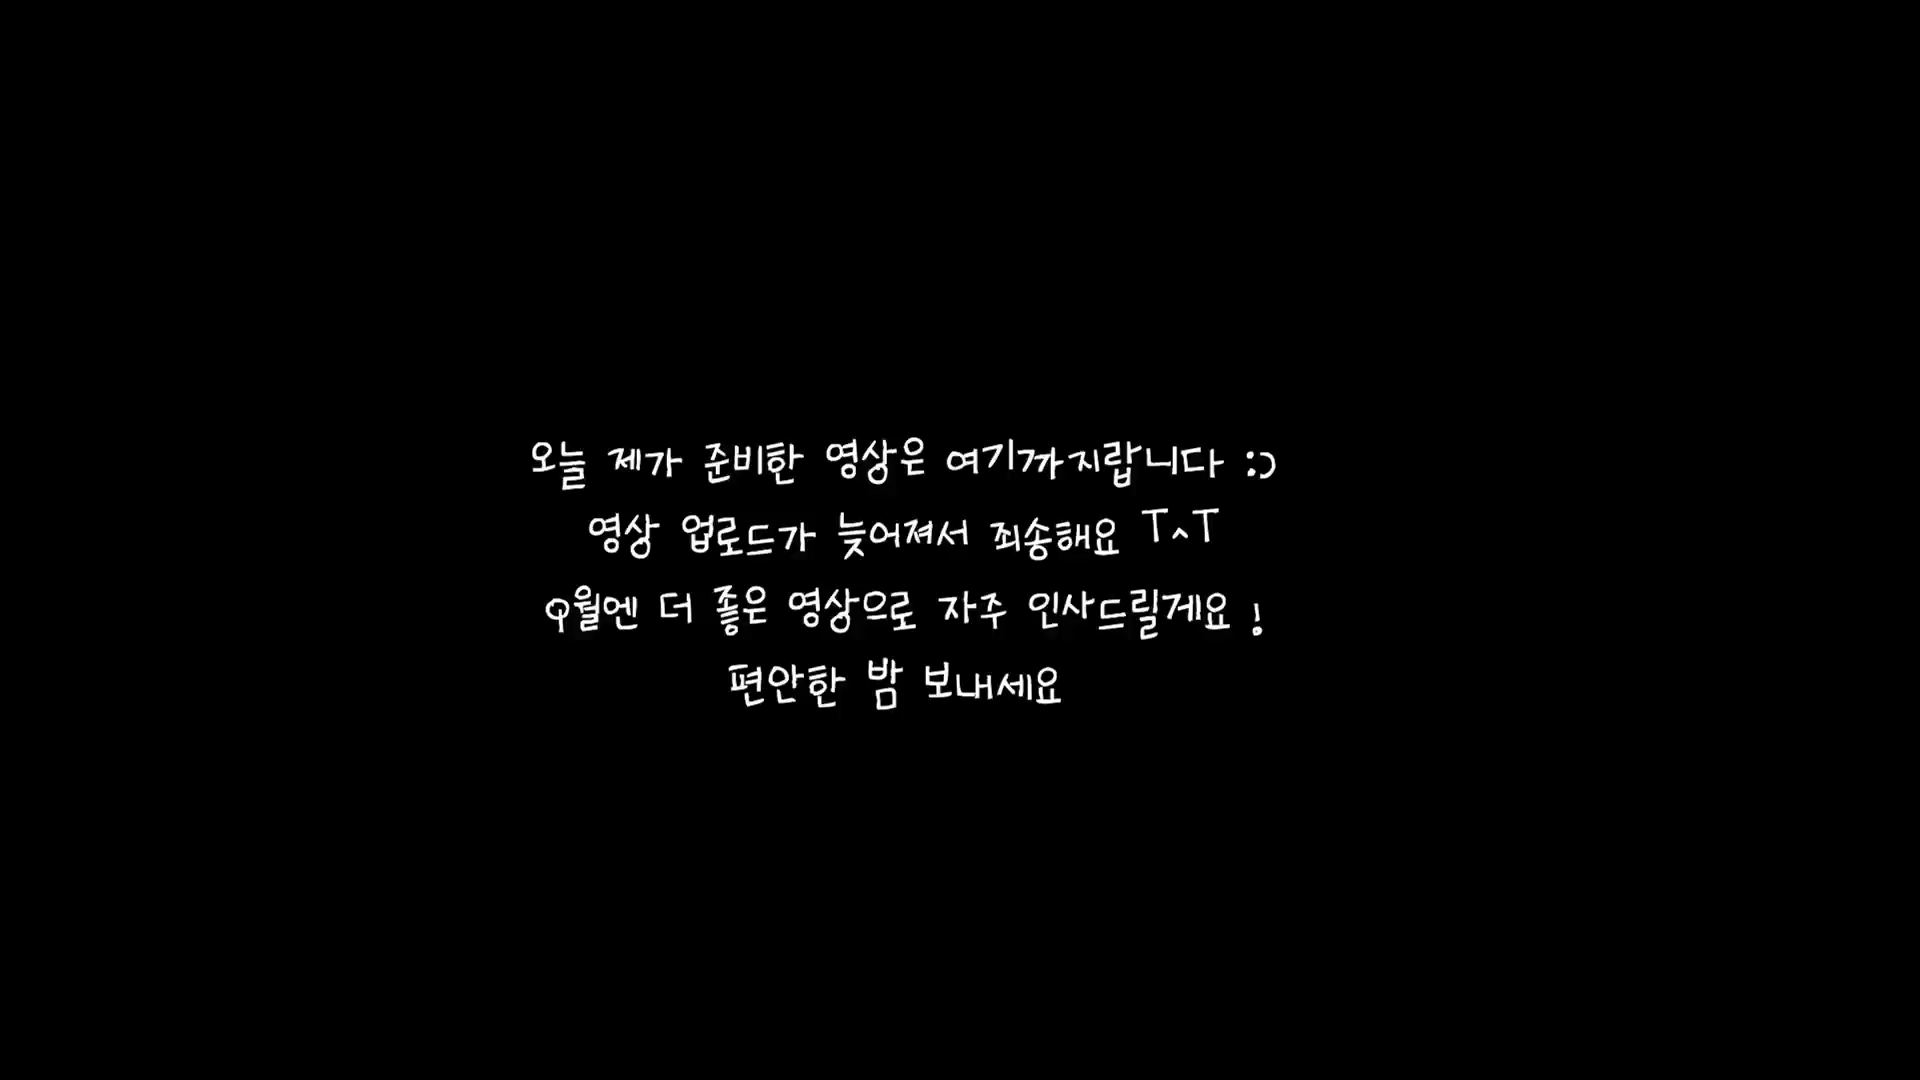 오늘 제가 준비한 영상은 여기까지랍니다 :)
영상 업로드가 늦어져서 죄송해요 T^T
9월엔 더 좋은 영상으로 자주 인사드릴게요!
편안한 밤 보내세요